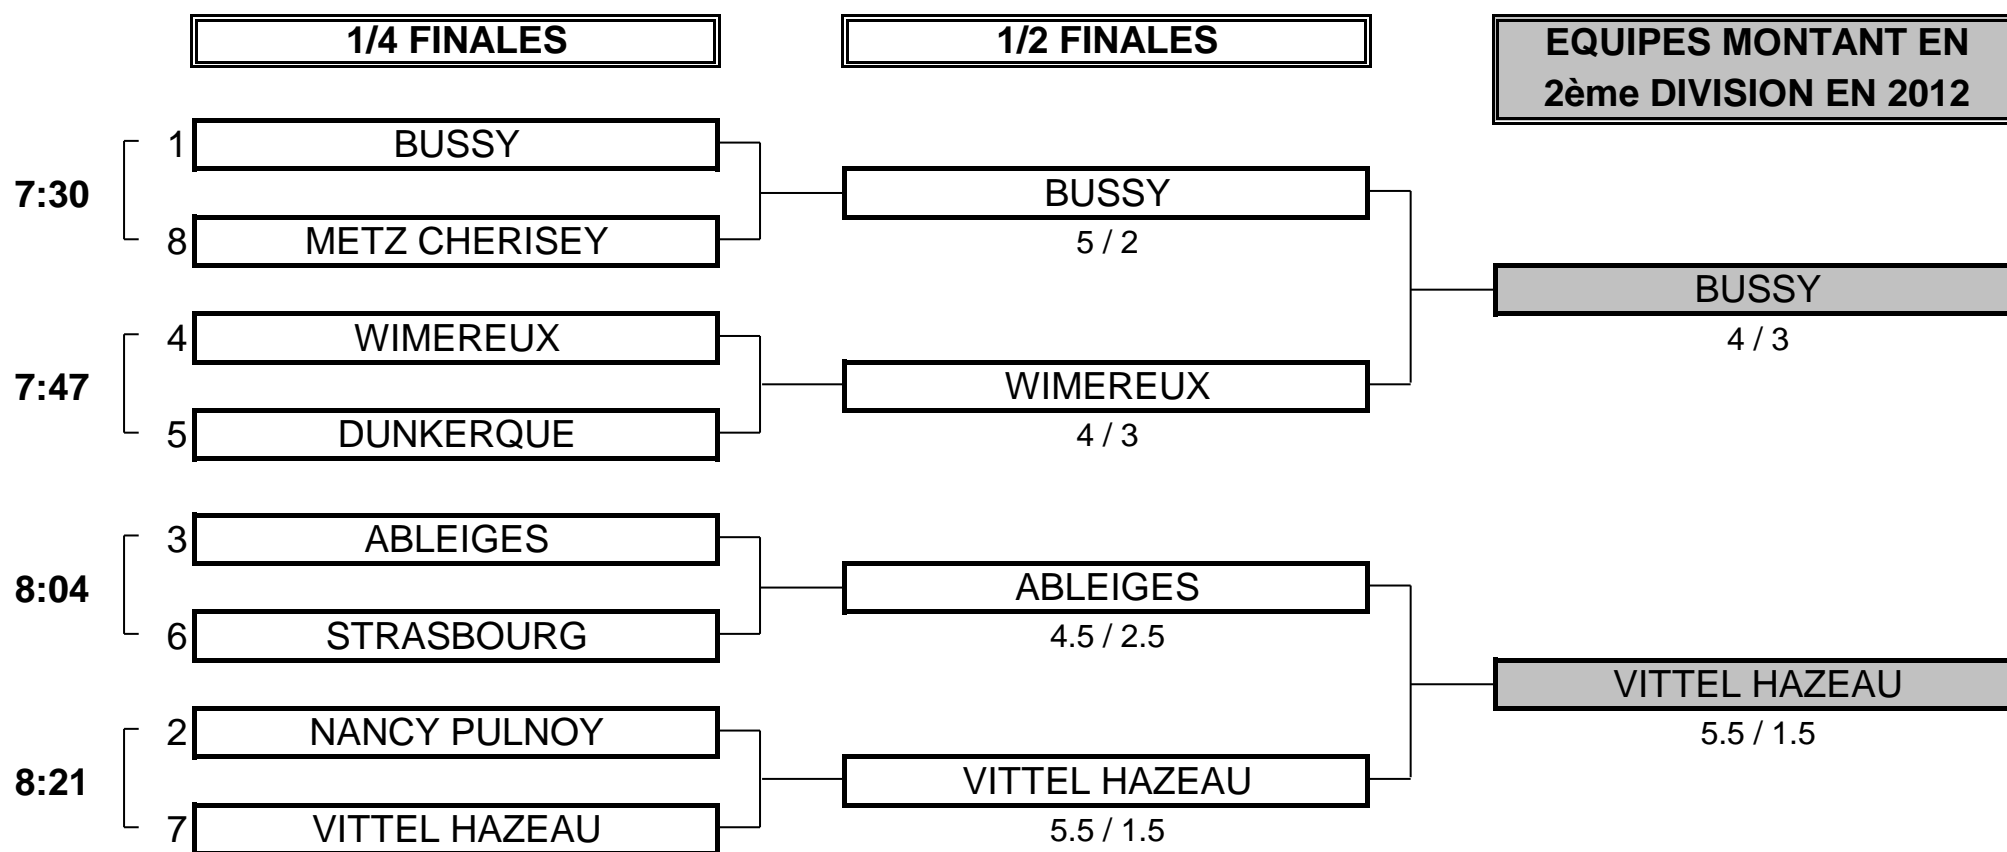 1/4 FINALES
1/2 FINALES
EQUIPES MONTANT EN
2ème DIVISION EN 2012
7:30
1 BUSSY
8 METZ CHERISEY
BUSSY
5 / 2
7:47
4 WIMEREUX
5 DUNKERQUE
WIMEREUX
4 / 3
BUSSY
4 / 3
8:04
3 ABLEIGES
6 STRASBOURG
ABLEIGES
4.5 / 2.5
8:21
2 NANCY PULNOY
7 VITTEL HAZEAU
VITTEL HAZEAU
5.5 / 1.5
VITTEL HAZEAU
5.5 / 1.5